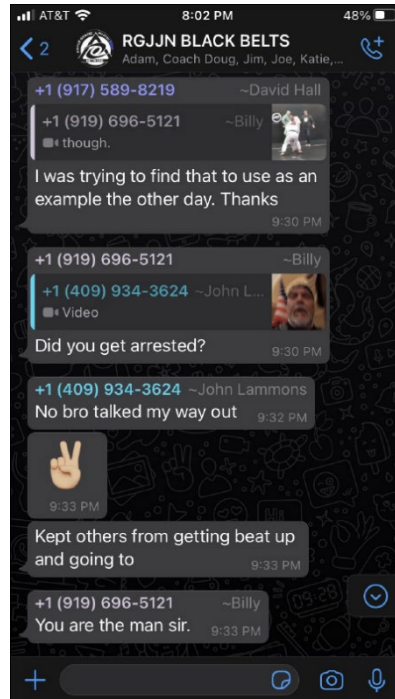 AT&T 8:02 PM 48%
2 RGJJN BLACK BELTS
Adam, Coach Doug, Jim, Joe, Katie,...
+1 (917) 589-8219 ~David Hall
+1 (919) 696-5121 ~Billy
though.
I was trying to find that to use as an
example the other day. Thanks
9:30 PM
+1 (919) 696-5121 ~Billy
+1 (409) 934-3624 ~John L...
Video
Did you get arrested?
9:30 PM
+1 (409) 934-3624 ~John Lammons
No bro talked my way out 9:32 PM
9:33 PM
Kept others from getting beat up
and going to
9:33 PM
+1 (919) 696-5121 ~Billy
You are the man sir. 9:33 PM